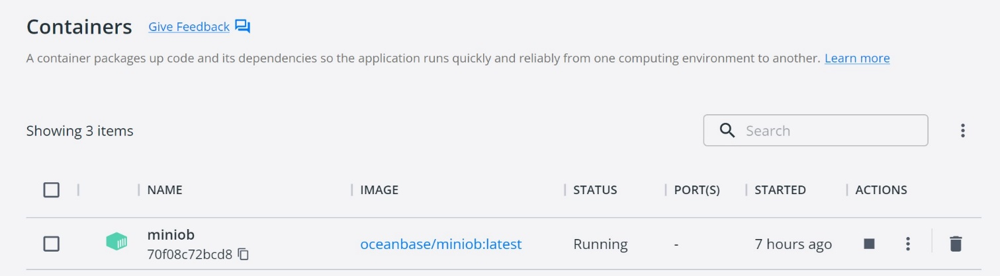 Containers Give Feedback
A container packages up code and its dependencies so the application runs quickly and reliably from one computing environment to another. Learn more
Showing 3 items
Search
NAME IMAGE STATUS PORT(S) STARTED ACTIONS
miniob
70f08c72bcd8 oceanbase/miniob:latest Running - 7 hours ago